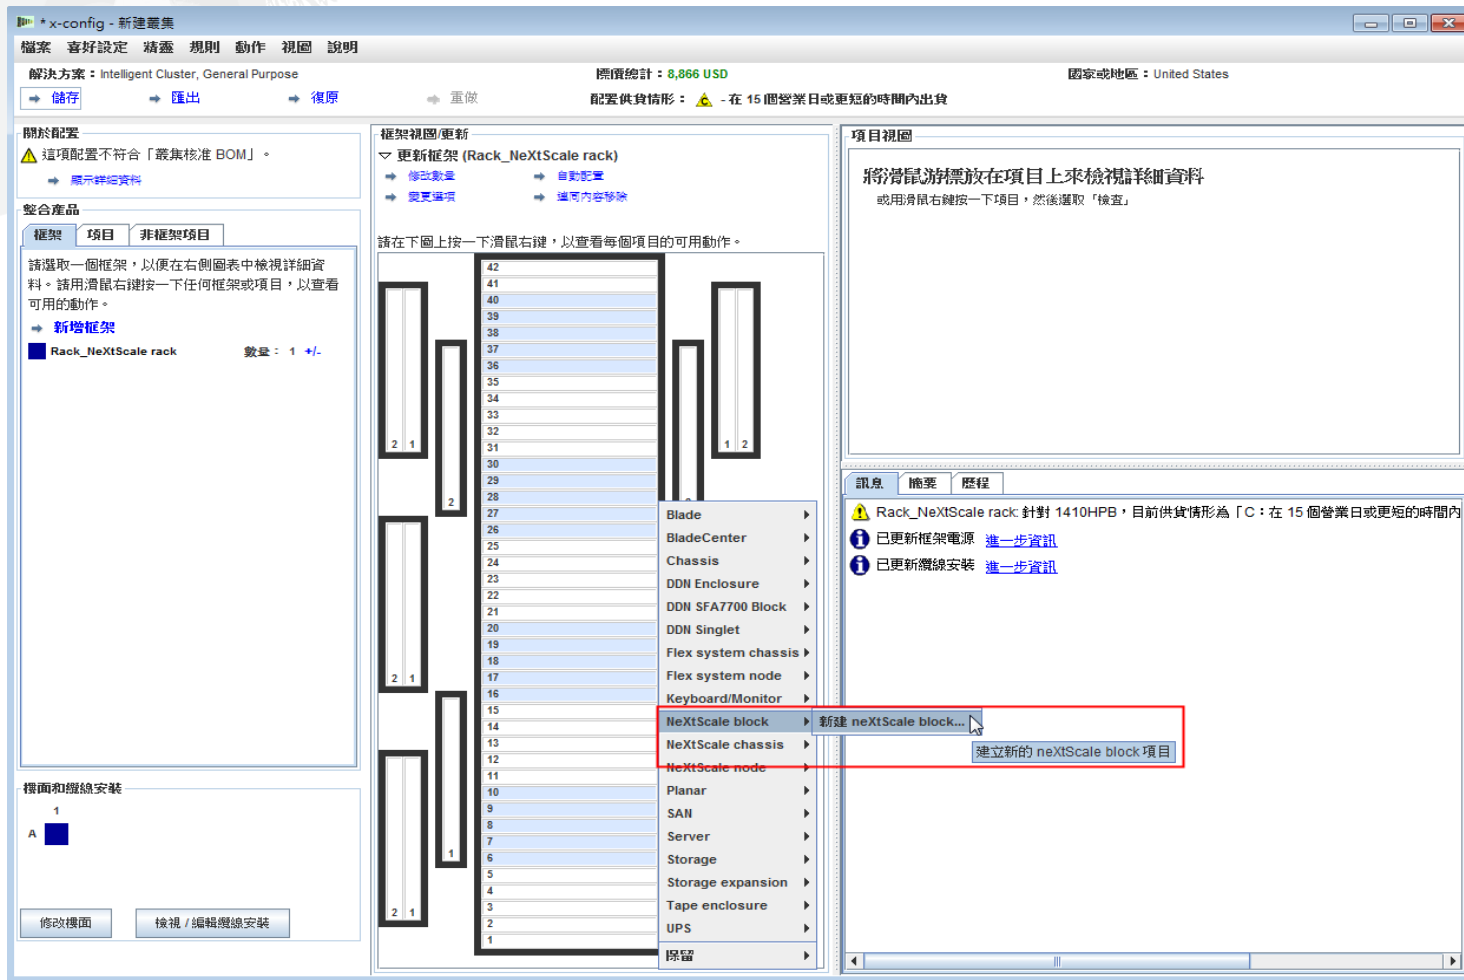 * x-config - 新建叢集
檔案 喜好設定 精靈 規則 動作 視圖 說明
解決方案：Intelligent Cluster, General Purpose 標價總計：8,866 USD 國家或地區：United States
儲存 匯出 復原 重做 配置供貨情形： C - 在 15 個營業日或更短的時間內出貨
關於配置
這項配置不符合「叢集核准 BOM」。
顯示詳細資料
整合產品
框架 項目 非框架項目
請選取一個框架，以便在右側圖表中檢視詳細資
料。請用滑鼠右鍵按一下任何框架或項目，以查看
可用的動作。
新增框架
Rack_NeXtScale rack 數量： 1 +/-
樓面和纜線安裝
1
A
修改樓面 檢視 / 編輯纜線安裝
框架視圖/更新
更新框架 (Rack_NeXtScale rack)
修改數量 自動配置
變更選項 連同內容移除
請在下圖上按一下滑鼠右鍵，以查看每個項目的可用動作。
42
41
40
39
38
37
36
35
34
33
32
2 1 31 1 2
30
29
28
2 27
26
25
24
23
22
21
20
19
18
2 1 17
16
15
14
13
12
11
10
9
8
7
1 6
5
4
2 1 3
2
1
Blade
BladeCenter
Chassis
DDN Enclosure
DDN SFA7700 Block
DDN Singlet
Flex system chassis
Flex system node
Keyboard/Monitor
NeXtScale block 新建 neXtScale block...
NeXtScale chassis 建立新的 neXtScale block 項目
NeXtScale node
Planar
SAN
Server
Storage
Storage expansion
Tape enclosure
UPS
保留
項目視圖
將滑鼠游標放在項目上來檢視詳細資料
或用滑鼠右鍵按一下項目，然後選取「檢查」
訊息 摘要 歷程
Rack_NeXtScale rack: 針對 1410HPB，目前供貨情形為「C：在 15 個營業日或更短的時間內
已更新框架電源 進一步資訊
已更新纜線安裝 進一步資訊